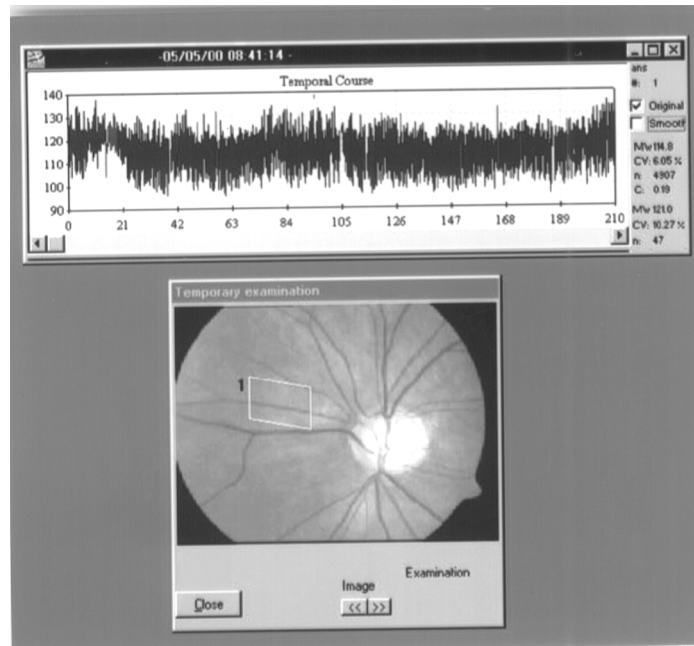 -05/05/00 08:41:14 -
ans
#: 1
Temporal Course
Original
Smooth
140
130
120
110
100
90
0 21 42 63 84 105 126 147 168 189 210
MW 114.8
CV: 6.05 %
n: 4907
C: 0.19
MW 121.0
CV: 10.27 %
n: 47
Temporary examination
1
Examination
Image
Close
<< >>